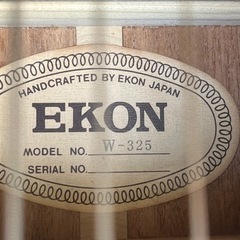 HANDCRAFTED BY EKON JAPAN
EKON
MODEL NO. W-325
SERIAL NO.